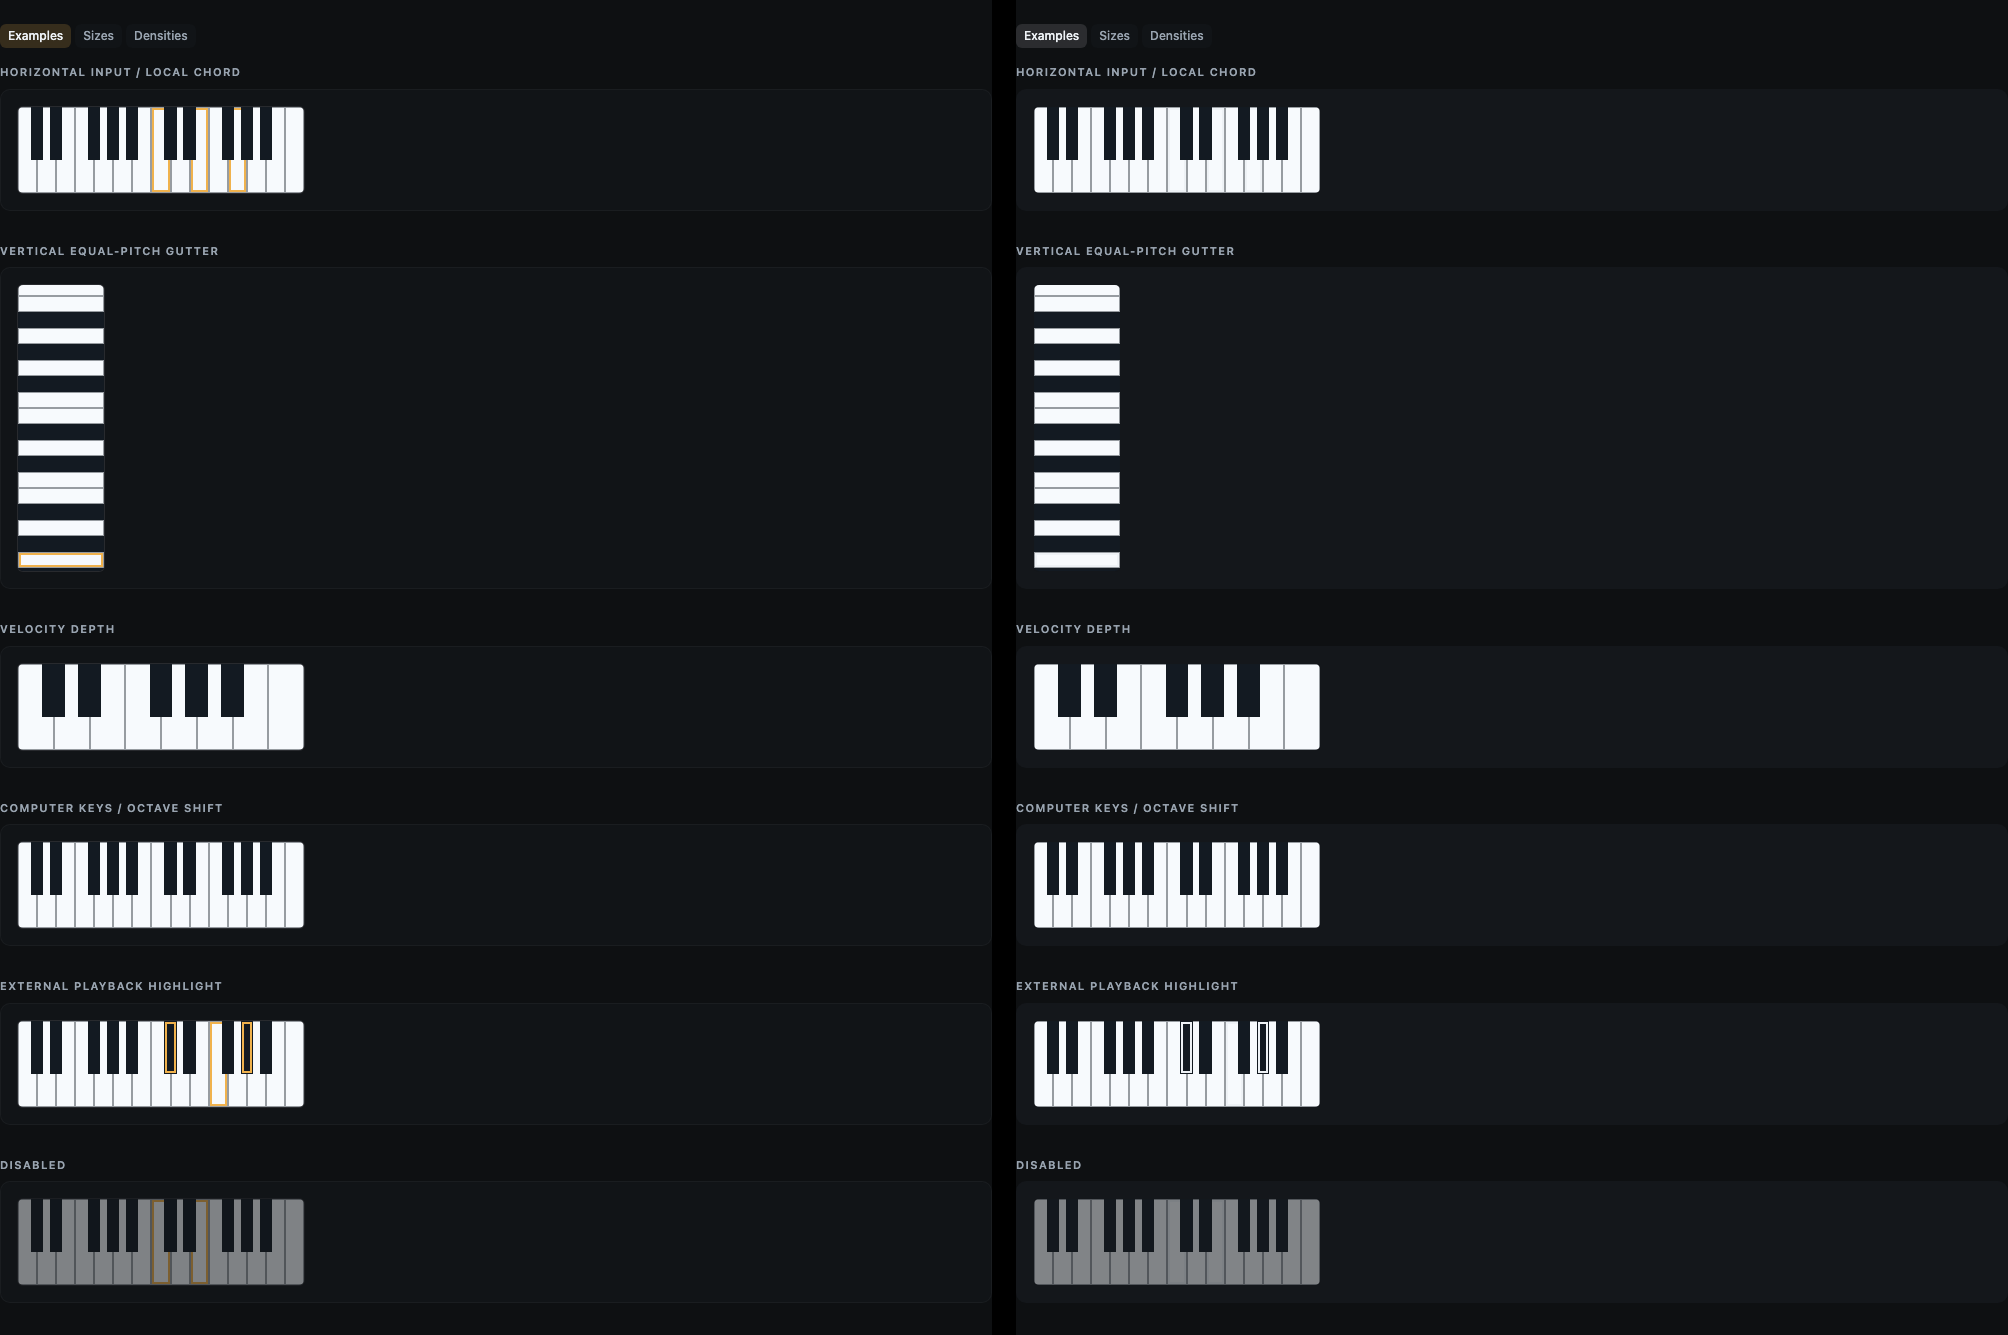 Examples Sizes Densities
HORIZONTAL INPUT / LOCAL CHORD
VERTICAL EQUAL-PITCH GUTTER
VELOCITY DEPTH
COMPUTER KEYS / OCTAVE SHIFT
EXTERNAL PLAYBACK HIGHLIGHT
DISABLED
Examples Sizes Densities
HORIZONTAL INPUT / LOCAL CHORD
VERTICAL EQUAL-PITCH GUTTER
VELOCITY DEPTH
COMPUTER KEYS / OCTAVE SHIFT
EXTERNAL PLAYBACK HIGHLIGHT
DISABLED